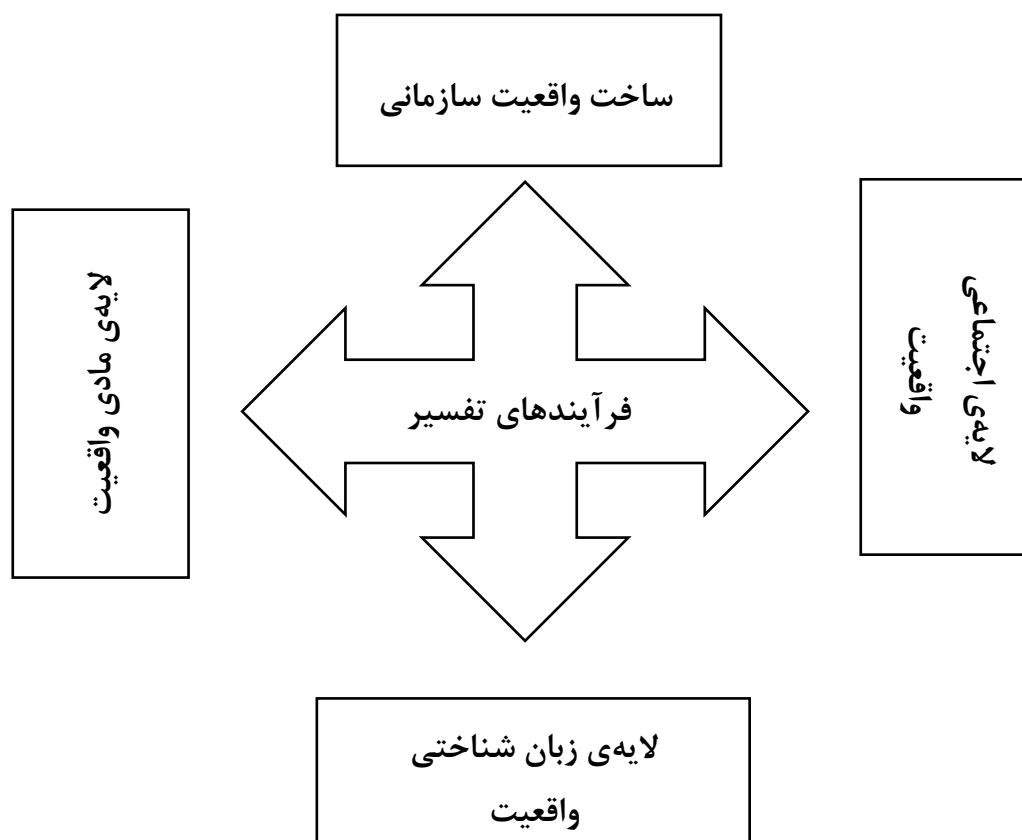 ساخت واقعیت سازمانی
لایه‌ی اجتماعی
واقعیت
فرآیندهای تفسیر
لایه‌ی مادی واقعیت
لایه‌ی زبان شناختی
واقعیت